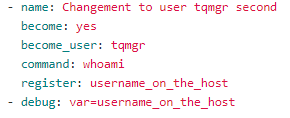 - name: Changement to user tqmgr second
become: yes
become_user: tqmgr
command: whoami
register: username_on_the_host
- debug: var=username_on_the_host